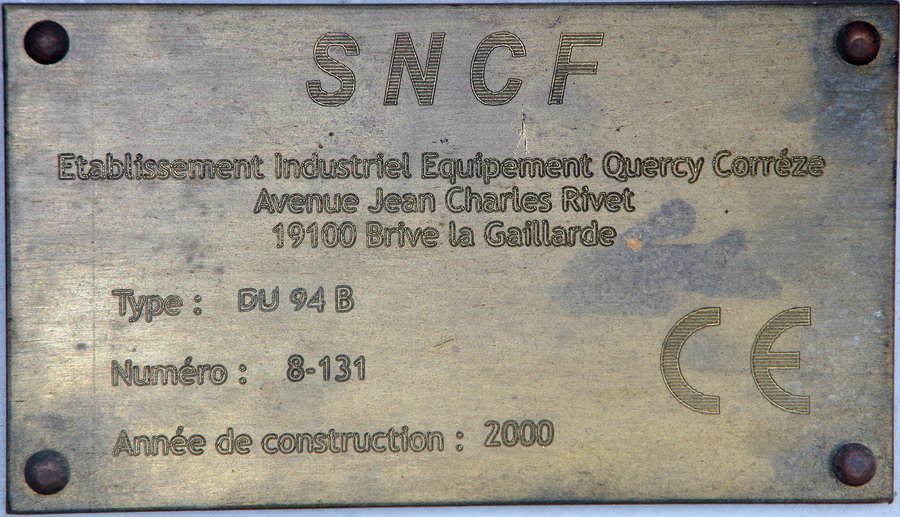 SNCF
Etablissement Industriel Equipement Quercy Corréze
Avenue Jean Charles Rivet
19100 Brive la Gaillarde
Type : DU 94 B
Numéro : 8-131
Année de construction : 2000
CE